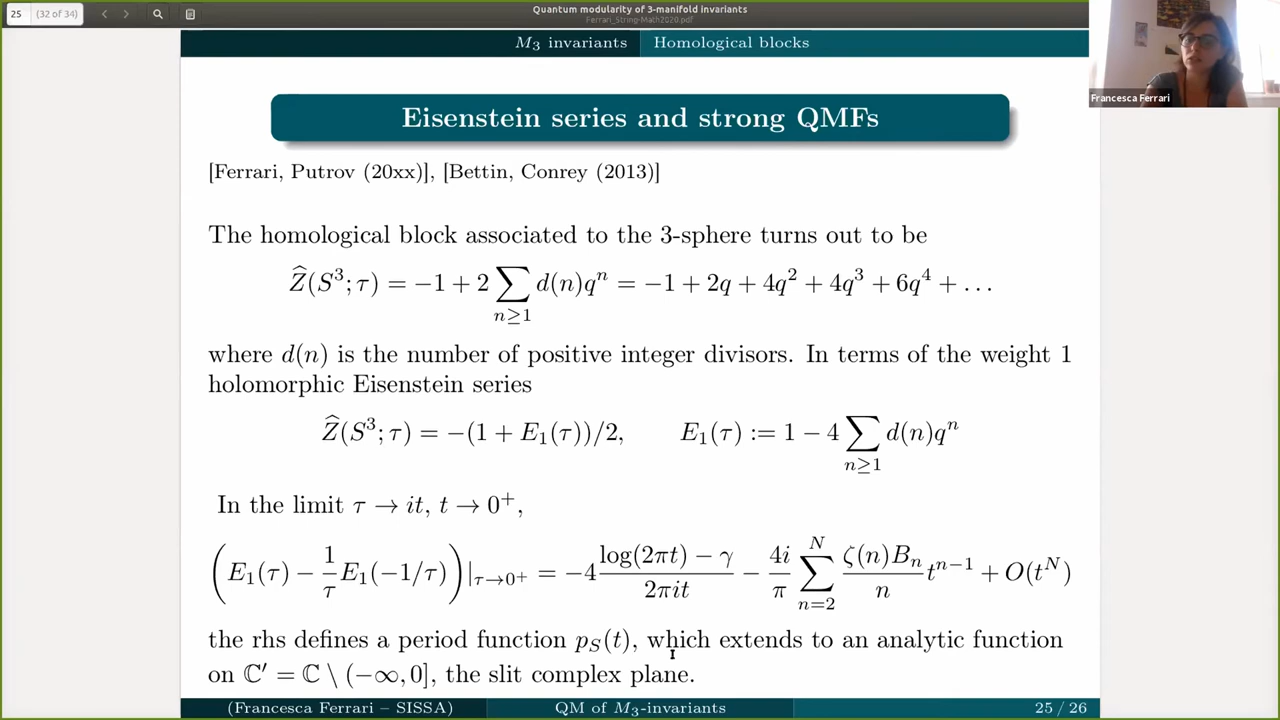 25 (32 of 34)
Quantum modularity of 3-manifold invariants
Ferrari_String-Math2020.pdf
M₃ invariants Homological blocks
Francesca Ferrari
Eisenstein series and strong QMFs
[Ferrari, Putrov (20xx)], [Bettin, Conrey (2013)]
The homological block associated to the 3-sphere turns out to be
Ẑ(S³; τ) = −1 + 2 ∑_{n≥1} d(n)qⁿ = −1 + 2q + 4q² + 4q³ + 6q⁴ + …
where d(n) is the number of positive integer divisors. In terms of the weight 1
holomorphic Eisenstein series
Ẑ(S³; τ) = −(1 + E₁(τ))/2, E₁(τ) := 1 − 4 ∑_{n≥1} d(n)qⁿ
In the limit τ → it, t → 0⁺,
(E₁(τ) − \frac{1}{τ} E₁(−1/τ))|_{τ→0⁺} = −4 \frac{log(2πt) − γ}{2πit} − \frac{4i}{π} ∑_{n=2}^{N} \frac{ζ(n)B_n}{n} t^{n−1} + O(t^N)
the rhs defines a period function p_S(t), which extends to an analytic function
on ℂ′ = ℂ \ (−∞, 0], the slit complex plane.
(Francesca Ferrari – SISSA) QM of M₃-invariants 25 / 26